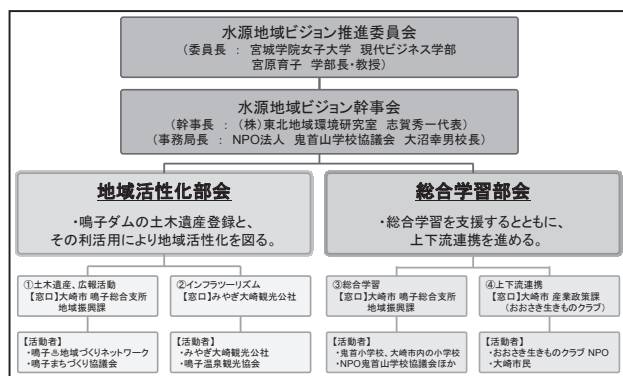 水源地域ビジョン推進委員会
(委員長 : 宮城学院女子大学 現代ビジネス学部
宮原育子 学部長・教授)
水源地域ビジョン幹事会
(幹事長 : (株)東北地域環境研究室 志賀秀一代表)
(事務局長 : NPO法人 鬼首山学校協議会 大沼幸男校長)
地域活性化部会
・鳴子ダムの土木遺産登録と、
その利活用により地域活性化を図る。
総合学習部会
・総合学習を支援するとともに、
上下流連携を進める。
①土木遺産、広報活動
【窓口】大崎市 鳴子総合支所
地域振興課
②インフラツーリズム
【窓口】みやぎ大崎観光公社
③総合学習
【窓口】大崎市 鳴子総合支所
地域振興課
④上下流連携
【窓口】大崎市 産業政策課
(おおさき生きものクラブ)
【活動者】
・鳴子♨地域づくりネットワーク
・鳴子まちづくり協議会
【活動者】
・みやぎ大崎観光公社
・鳴子温泉観光協会
【活動者】
・鬼首小学校、大崎市内の小学校
・NPO鬼首山学校協議会ほか
【活動者】
・おおさき生きものクラブ NPO
・大崎市民